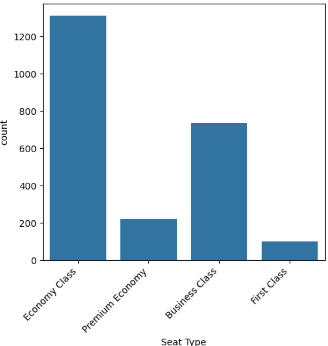 1200
1000
800
600
400
200
0
count
Economy Class
Premium Economy
Business Class
First Class
Seat Type